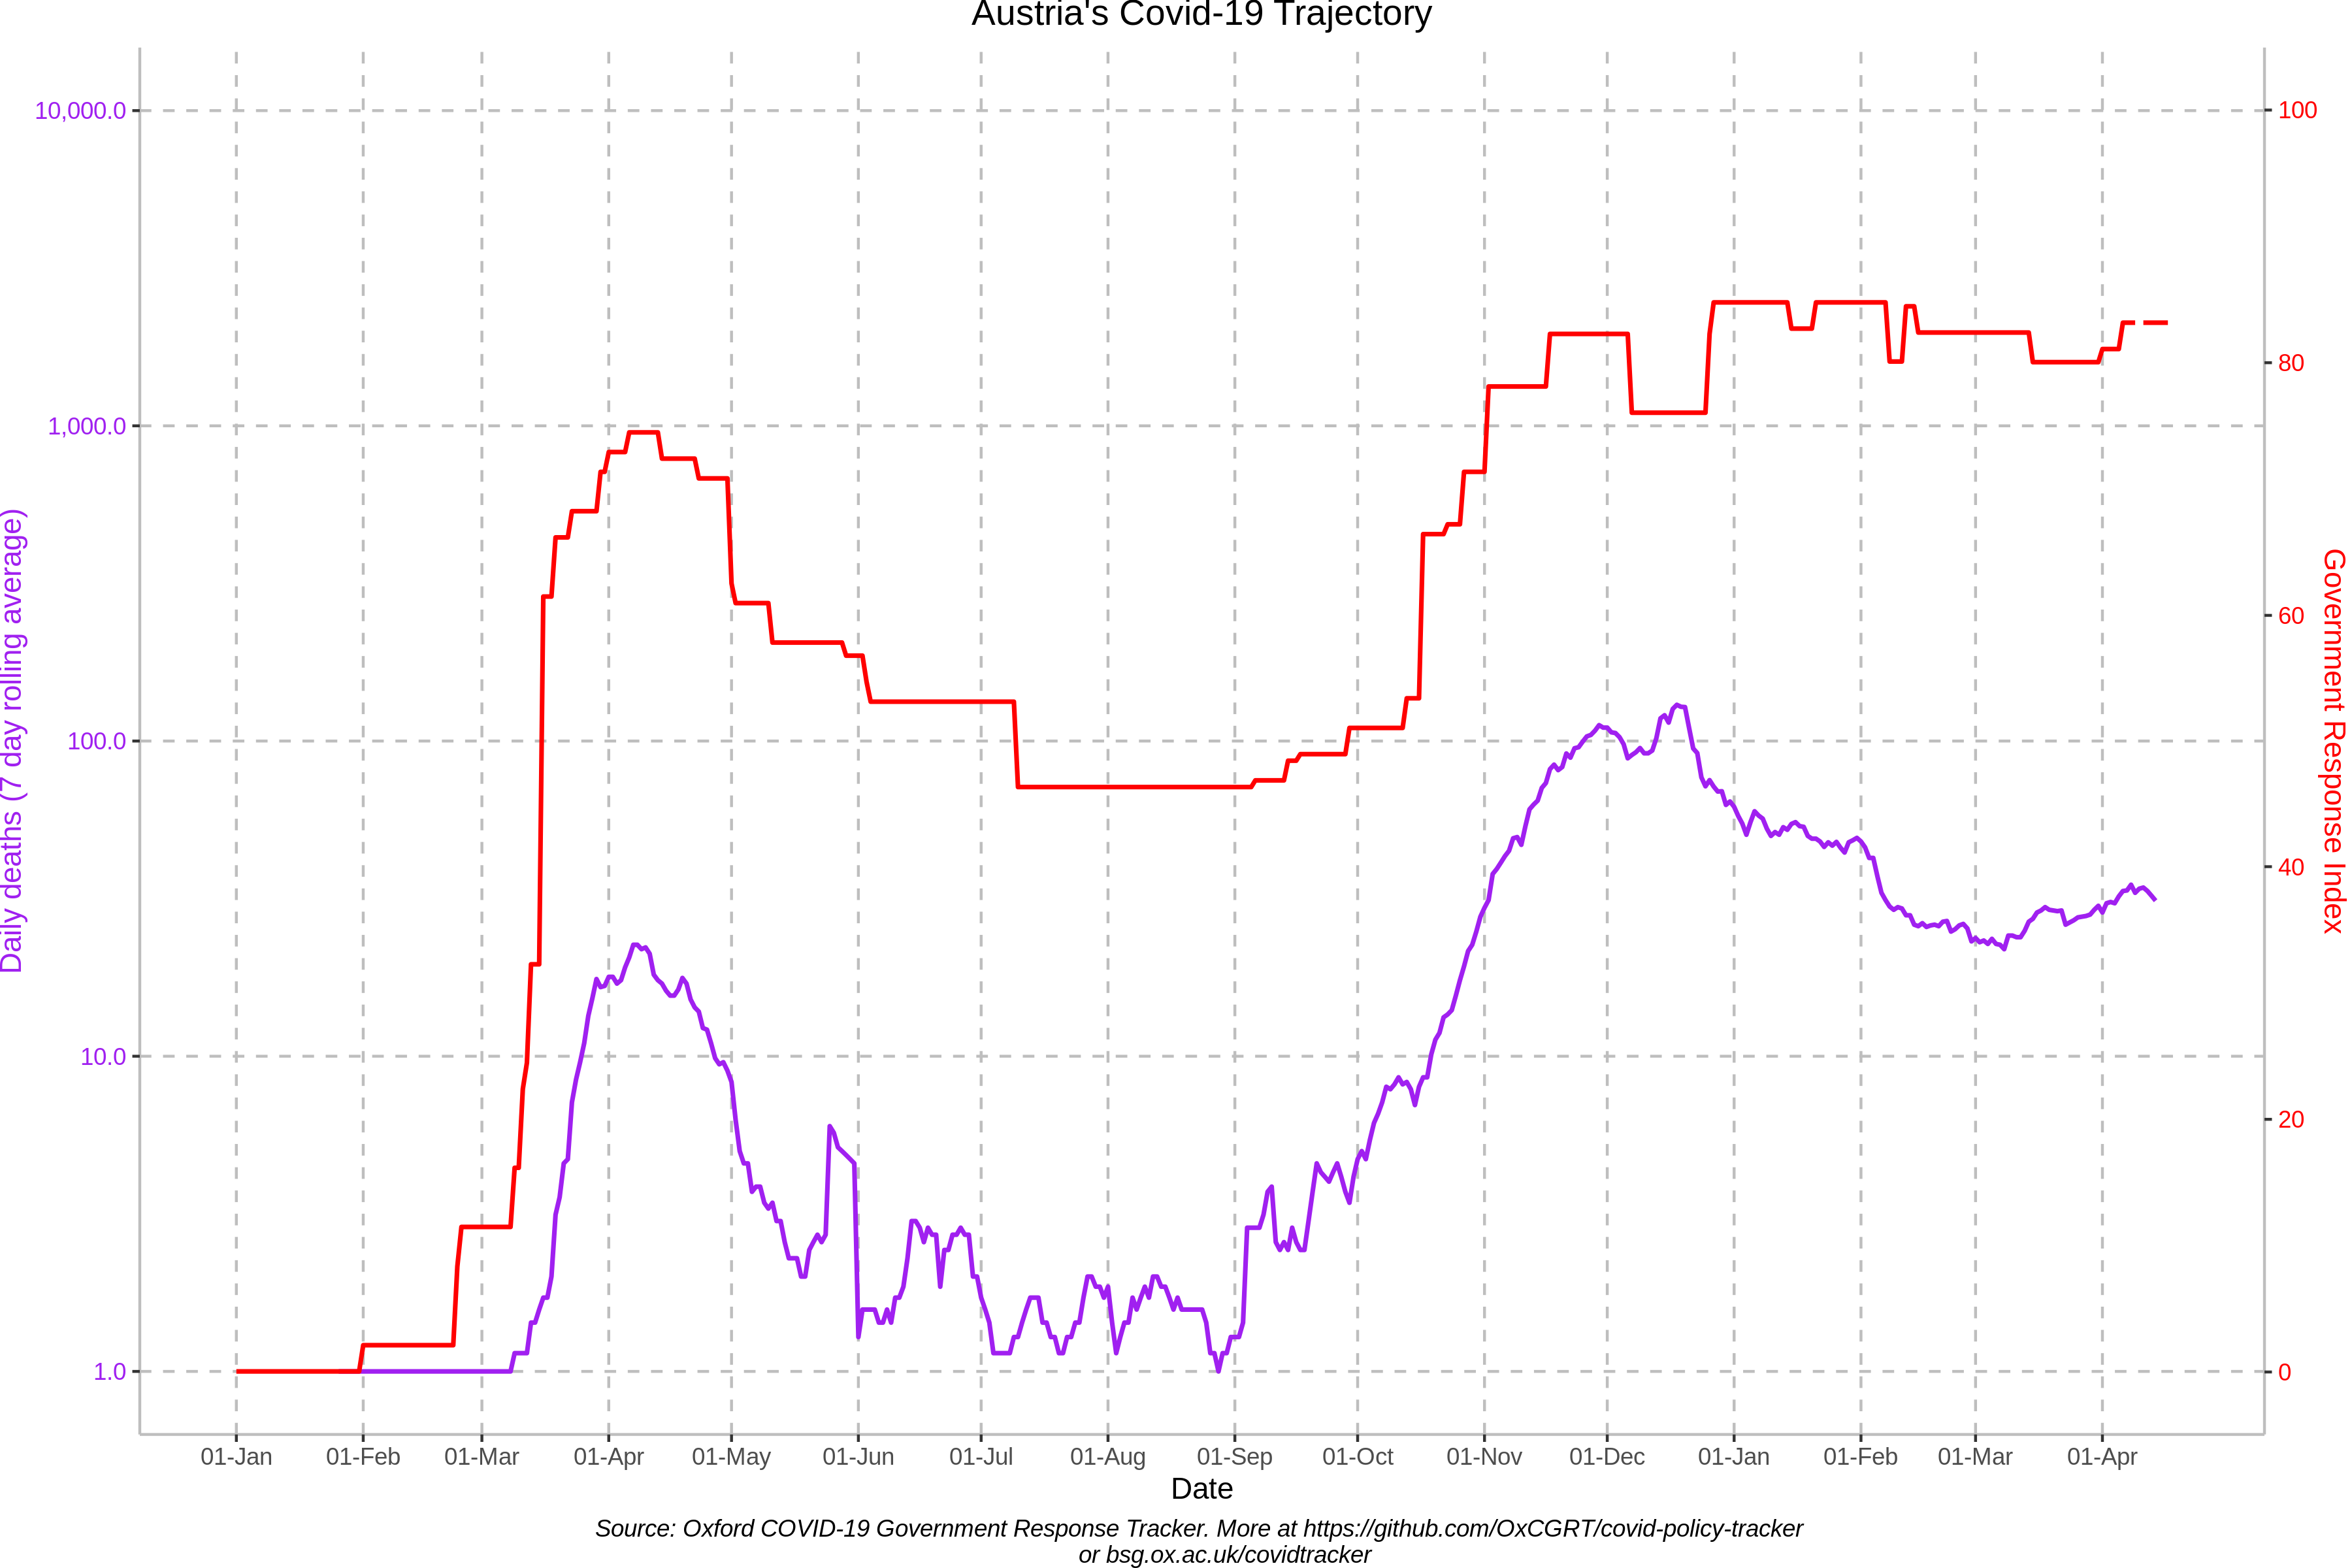 Austria's Covid-19 Trajectory
10,000.0
1,000.0
100.0
10.0
1.0
Daily deaths (7 day rolling average)
100
80
60
40
20
0
Government Response Index
01-Jan 01-Feb 01-Mar 01-Apr 01-May 01-Jun 01-Jul 01-Aug 01-Sep 01-Oct 01-Nov 01-Dec 01-Jan 01-Feb 01-Mar 01-Apr
Date
Source: Oxford COVID-19 Government Response Tracker. More at https://github.com/OxCGRT/covid-policy-tracker
or bsg.ox.ac.uk/covidtracker